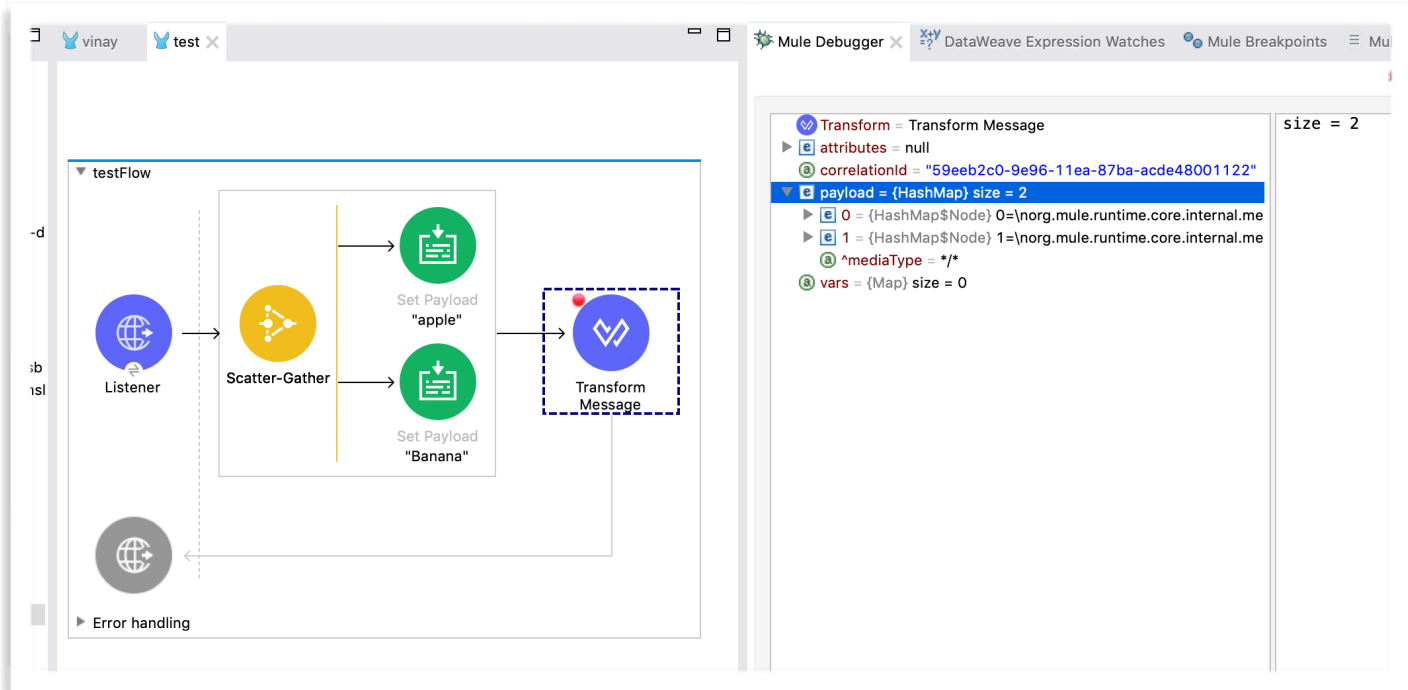 vinay
test
testFlow
-d
Set Payload
"apple"
Listener
Scatter-Gather
Transform
Message
Set Payload
"Banana"
Error handling
Mule Debugger
DataWeave Expression Watches
Mule Breakpoints
Transform = Transform Message
attributes = null
correlationId = "59eeb2c0-9e96-11ea-87ba-acde48001122"
payload = {HashMap} size = 2
0 = {HashMap$Node} 0=\norg.mule.runtime.core.internal.me
1 = {HashMap$Node} 1=\norg.mule.runtime.core.internal.me
^mediaType = */*
vars = {Map} size = 0
size = 2